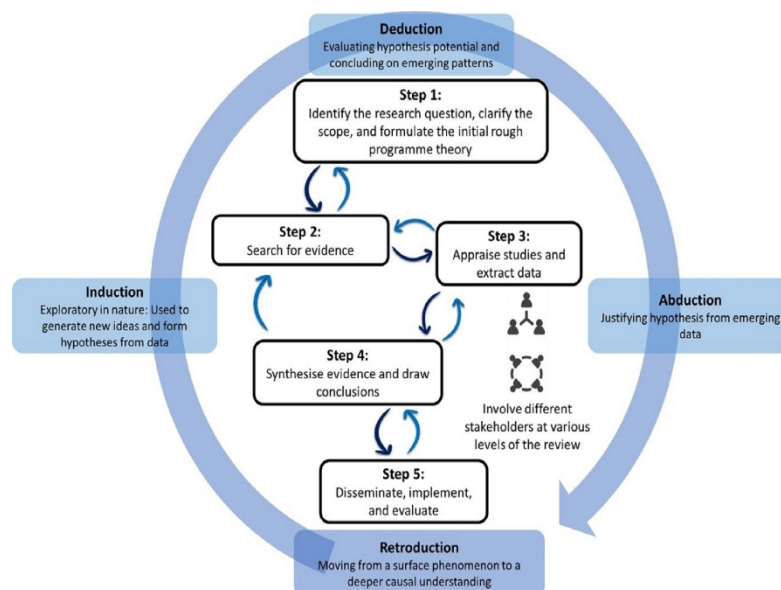 Deduction
Evaluating hypothesis potential and
concluding on emerging patterns
Step 1:
Identify the research question, clarify the
scope, and formulate the initial rough
programme theory
Step 2:
Search for evidence
Step 3:
Appraise studies and
extract data
Induction
Exploratory in nature: Used to
generate new ideas and form
hypotheses from data
Abduction
Justifying hypothesis from emerging
data
Step 4:
Synthesise evidence and draw
conclusions
Involve different
stakeholders at various
levels of the review
Step 5:
Disseminate, implement,
and evaluate
Retroduction
Moving from a surface phenomenon to a
deeper causal understanding